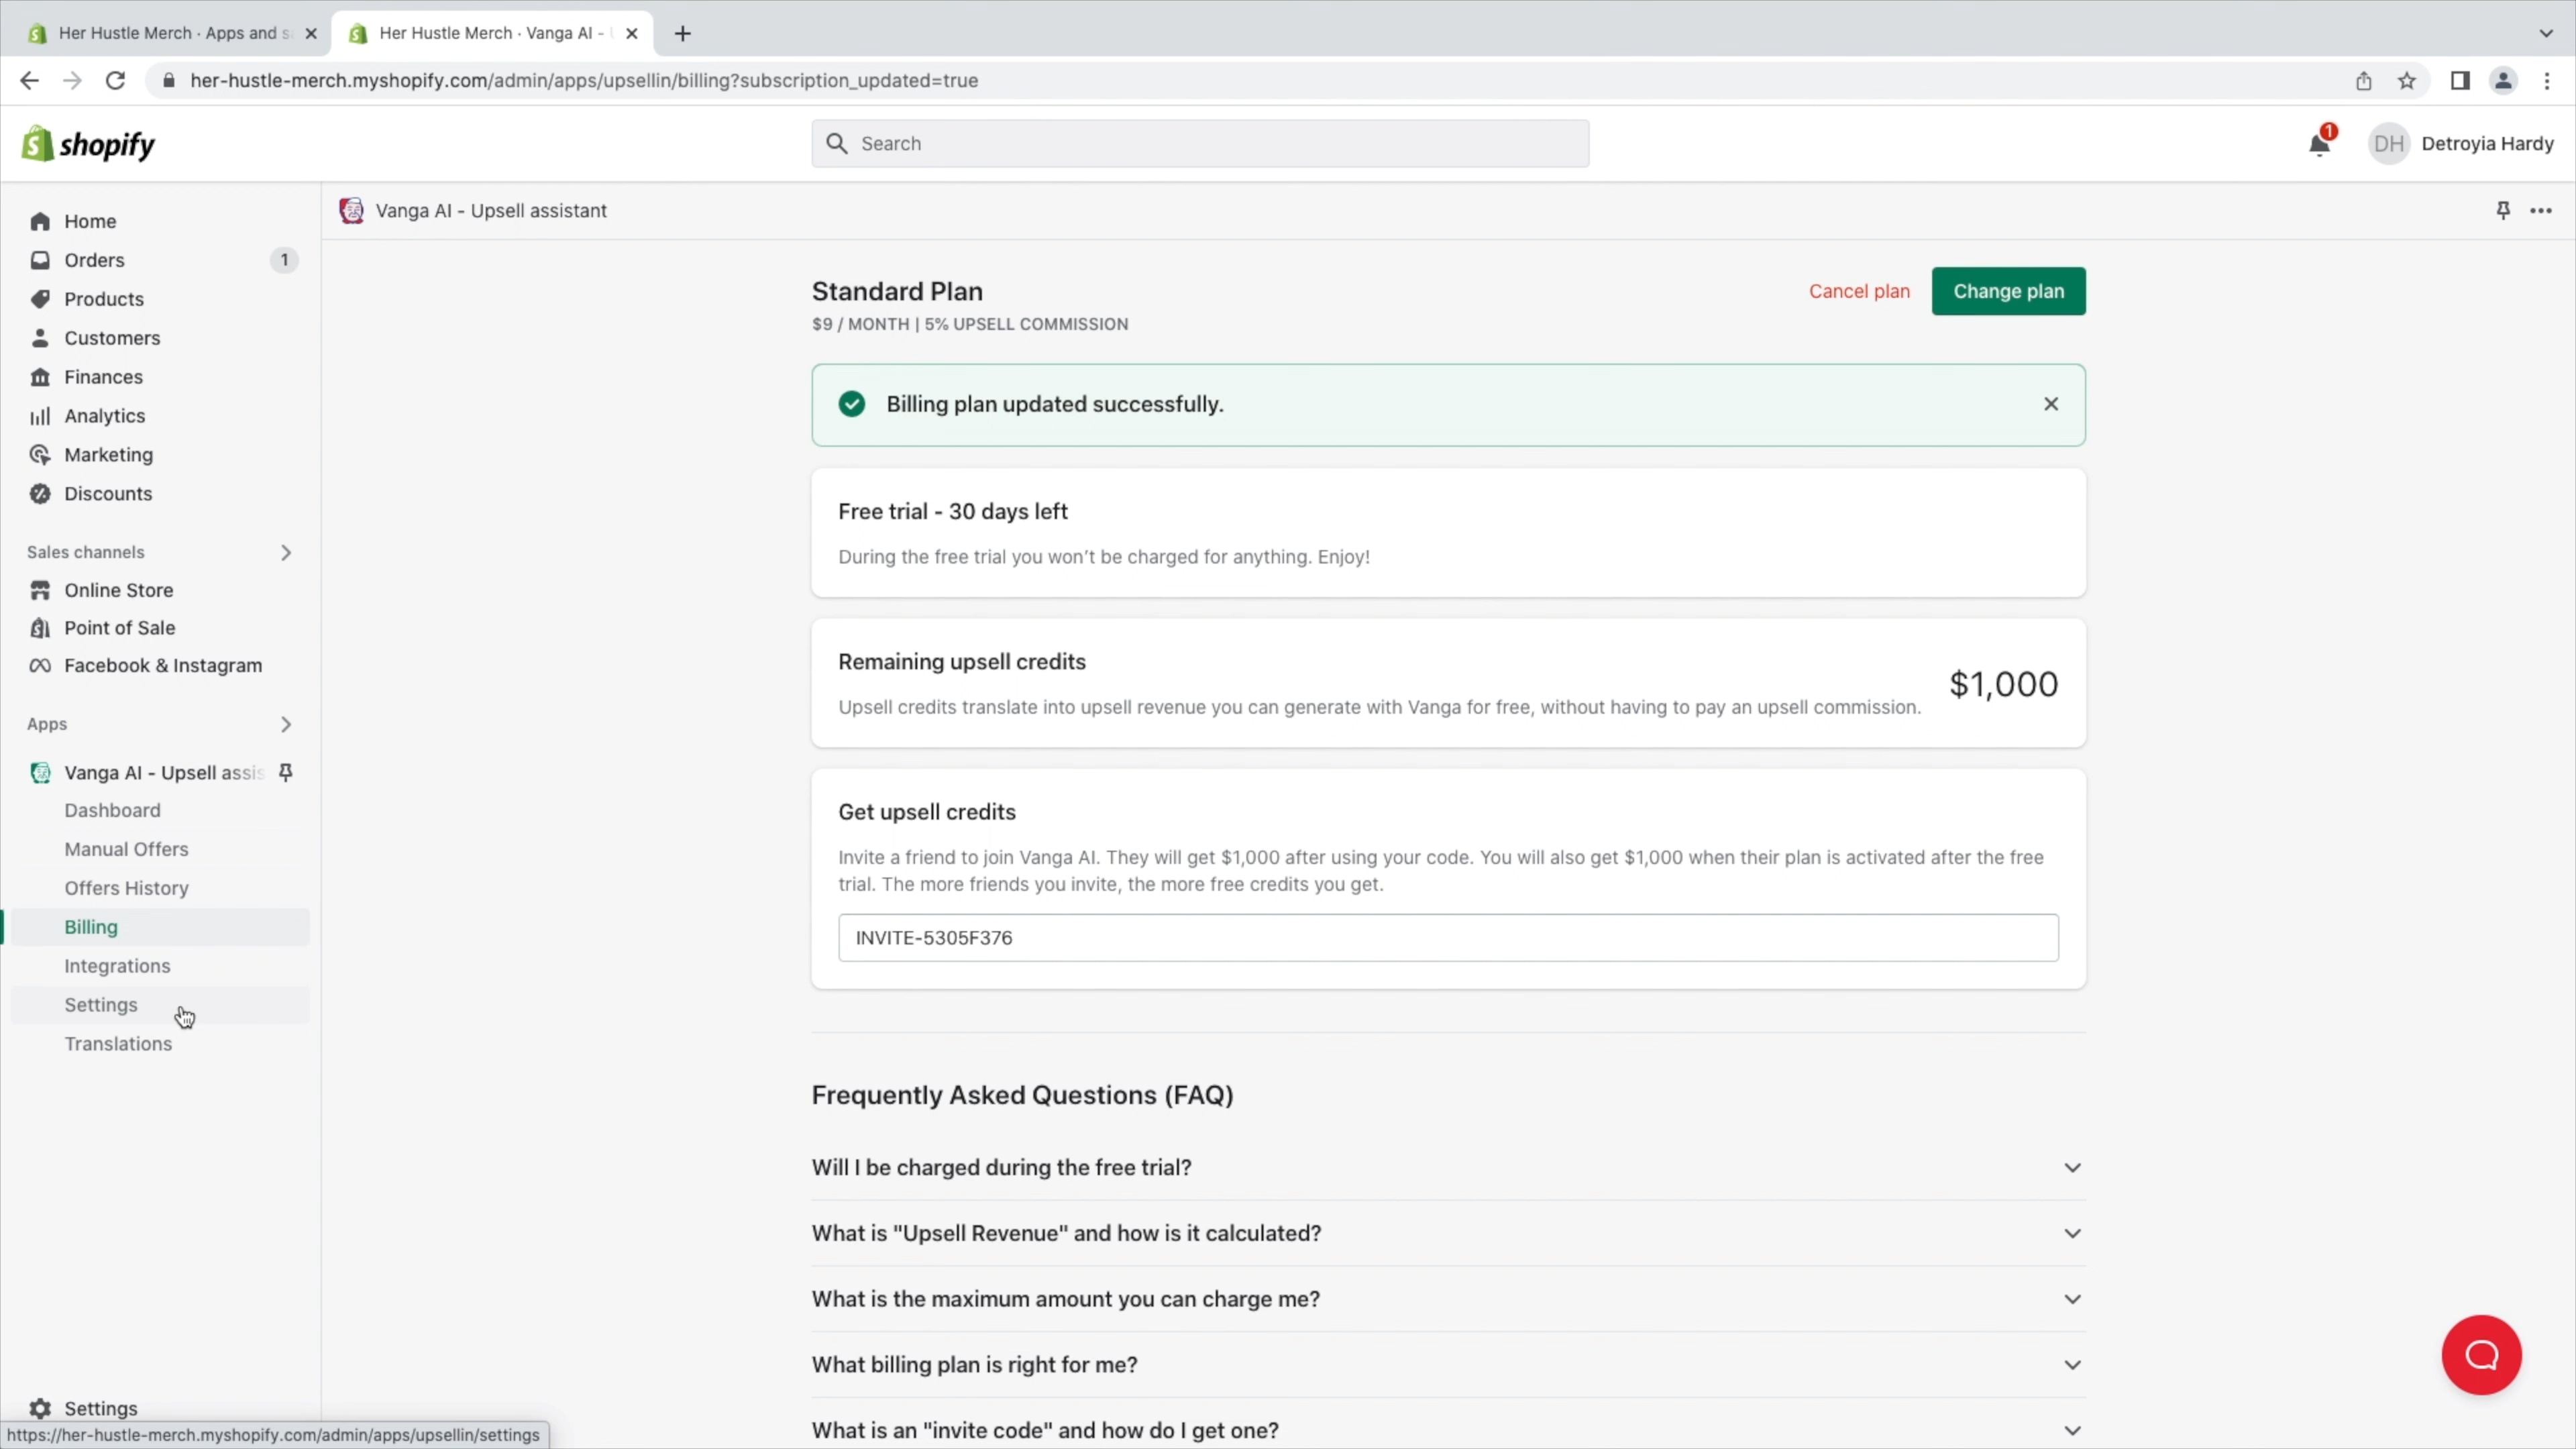 Her Hustle Merch · Apps and s
Her Hustle Merch · Vanga AI -
her-hustle-merch.myshopify.com/admin/apps/upsellin/billing?subscription_updated=true
shopify
Search
1
DH
Detroyia Hardy
Home
Orders
1
Products
Customers
Finances
Analytics
Marketing
Discounts
Sales channels
Online Store
Point of Sale
Facebook & Instagram
Apps
Vanga AI - Upsell assis
Dashboard
Manual Offers
Offers History
Billing
Integrations
Settings
Translations
Settings
https://her-hustle-merch.myshopify.com/admin/apps/upsellin/settings
Vanga AI - Upsell assistant
Standard Plan
$9 / MONTH | 5% UPSELL COMMISSION
Cancel plan
Change plan
Billing plan updated successfully.
Free trial - 30 days left
During the free trial you won't be charged for anything. Enjoy!
Remaining upsell credits
Upsell credits translate into upsell revenue you can generate with Vanga for free, without having to pay an upsell commission.
$1,000
Get upsell credits
Invite a friend to join Vanga AI. They will get $1,000 after using your code. You will also get $1,000 when their plan is activated after the free
trial. The more friends you invite, the more free credits you get.
INVITE-5305F376
Frequently Asked Questions (FAQ)
Will I be charged during the free trial?
What is "Upsell Revenue" and how is it calculated?
What is the maximum amount you can charge me?
What billing plan is right for me?
What is an "invite code" and how do I get one?